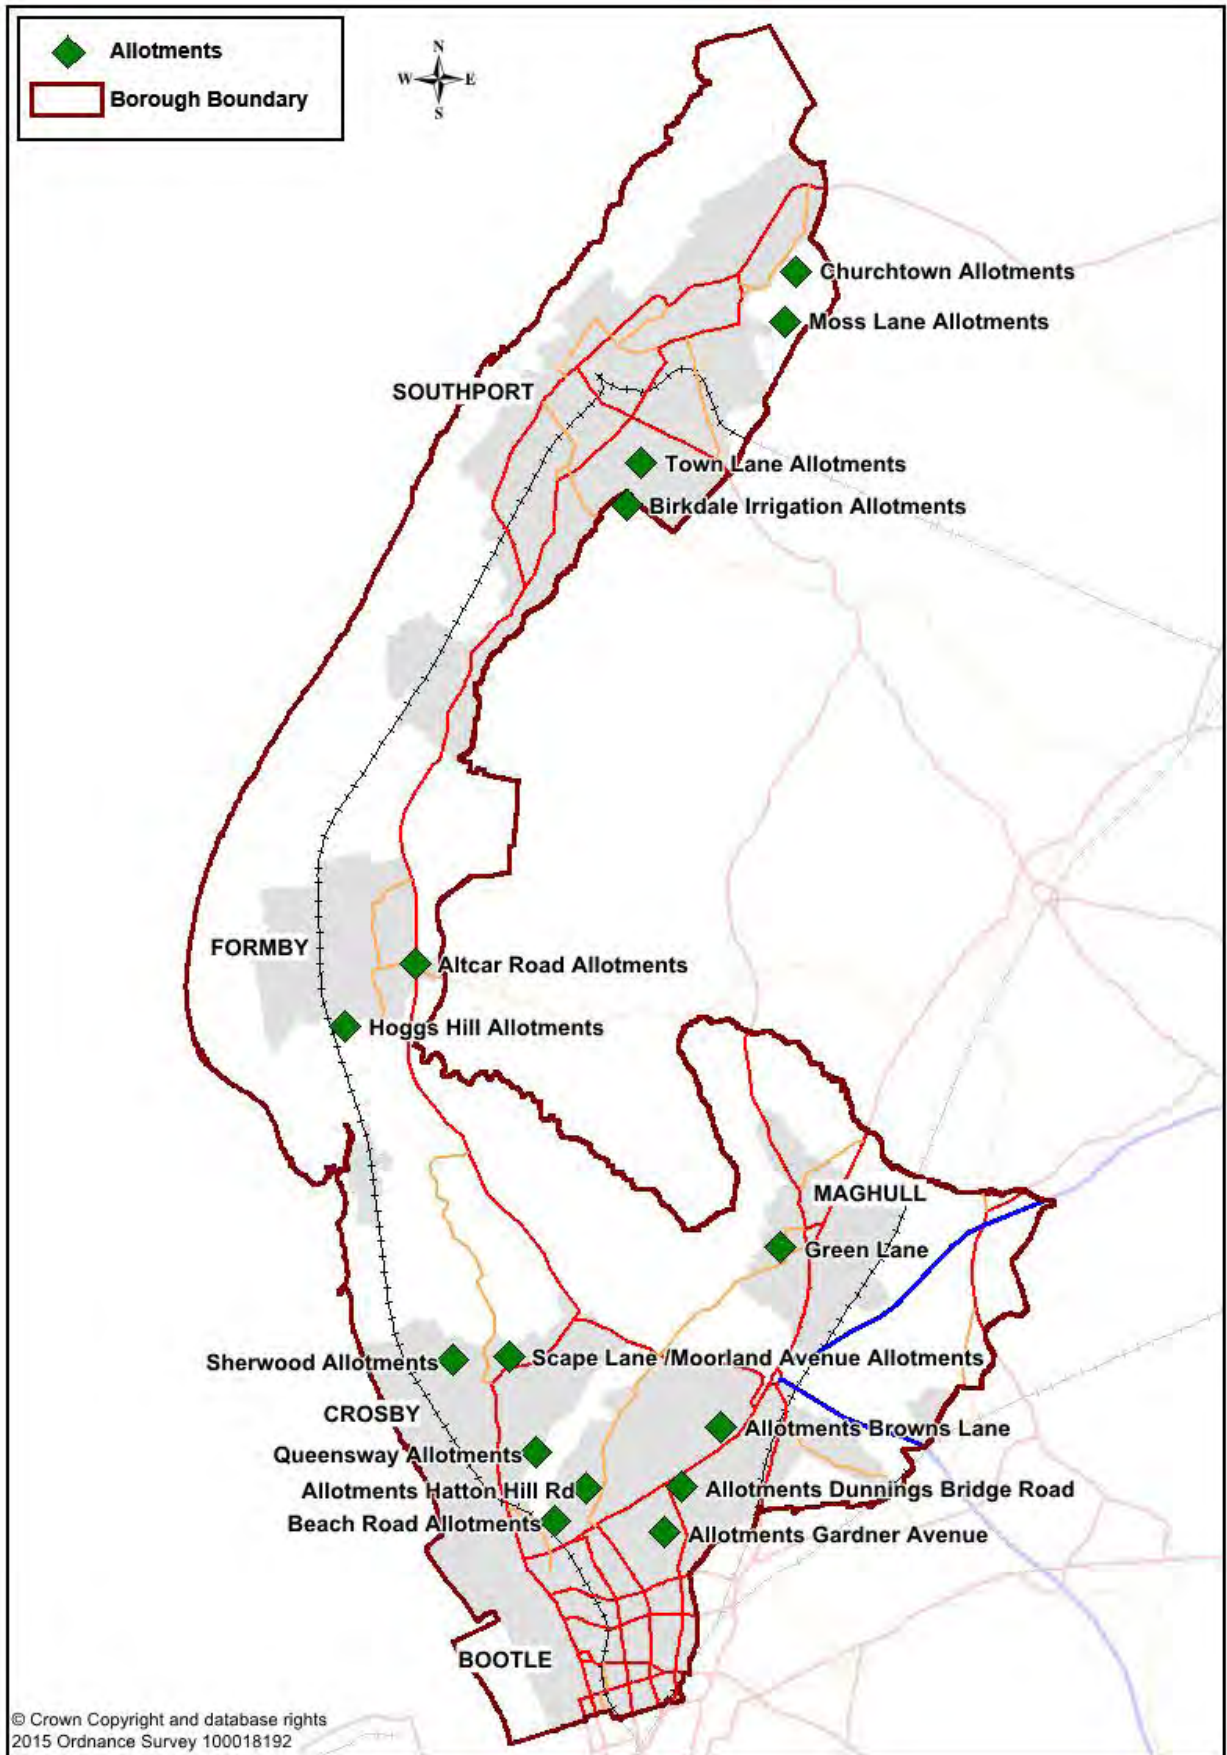 Allotments
Borough Boundary
N
W E
S
Churchtown Allotments
Moss Lane Allotments
SOUTHPORT
Town Lane Allotments
Birkdale Irrigation Allotments
FORMBY
Altcar Road Allotments
Hoggs Hill Allotments
MAGHULL
Green Lane
Sherwood Allotments
Scape Lane /Moorland Avenue Allotments
CROSBY
Allotments Browns Lane
Queensway Allotments
Allotments Hatton Hill Rd
Allotments Dunnings Bridge Road
Beach Road Allotments
Allotments Gardner Avenue
BOOTLE
© Crown Copyright and database rights
2015 Ordnance Survey 100018192